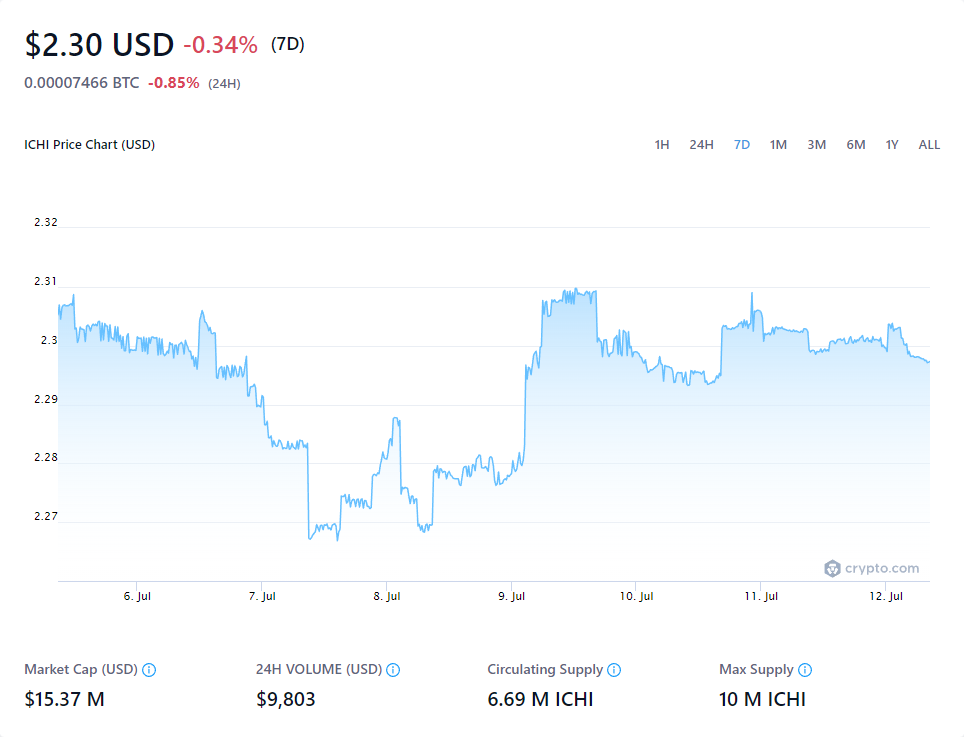 $2.30 USD -0.34% (7D)
0.00007466 BTC -0.85% (24H)
ICHI Price Chart (USD) 1H 24H 7D 1M 3M 6M 1Y ALL
2.32
2.31
2.3
2.29
2.28
2.27
crypto.com
6. Jul 7. Jul 8. Jul 9. Jul 10. Jul 11. Jul 12. Jul
Market Cap (USD) 24H VOLUME (USD) Circulating Supply Max Supply
$15.37 M $9,803 6.69 M ICHI 10 M ICHI